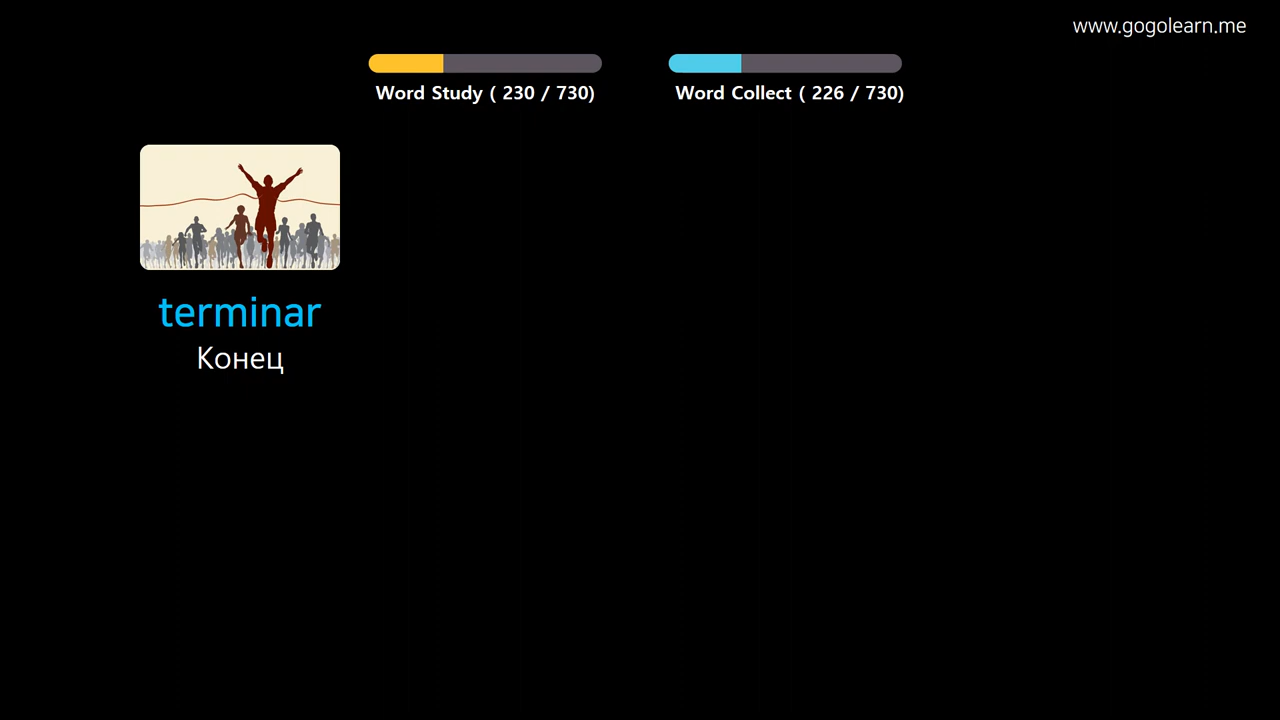 www.gogolearn.me
Word Study ( 230 / 730)
Word Collect ( 226 / 730)
terminar
Конец